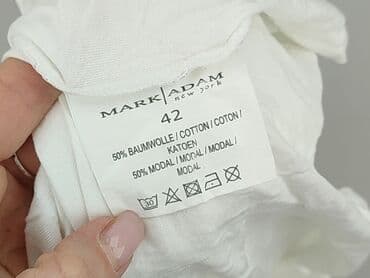 MARK|ADAM
new york
42
50% BAUMWOLLE / COTTON / COTON /
KATOEN
50% MODAL / MODAL / MODAL /
MODAL
30